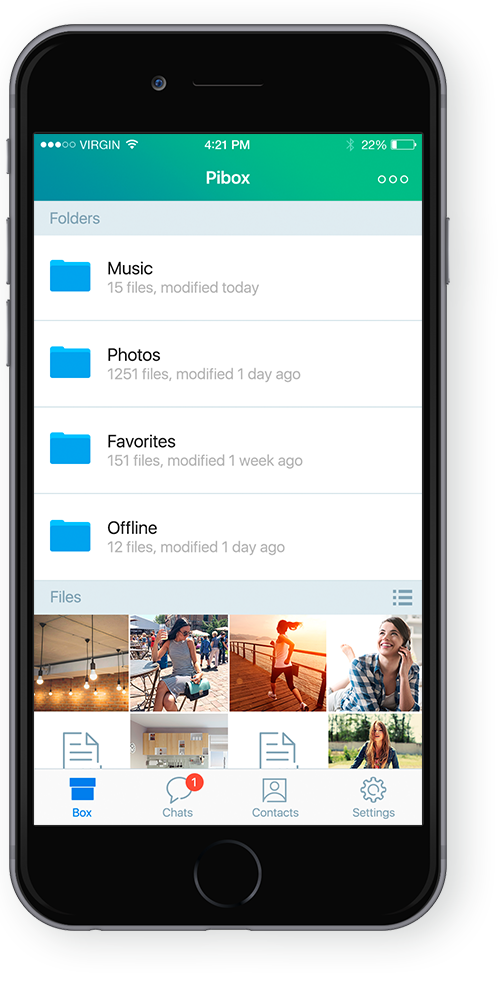 VIRGIN 4:21 PM 22%
Pibox
Folders
Music
15 files, modified today
Photos
1251 files, modified 1 day ago
Favorites
151 files, modified 1 week ago
Offline
12 files, modified 1 day ago
Files
1
Box Chats Contacts Settings